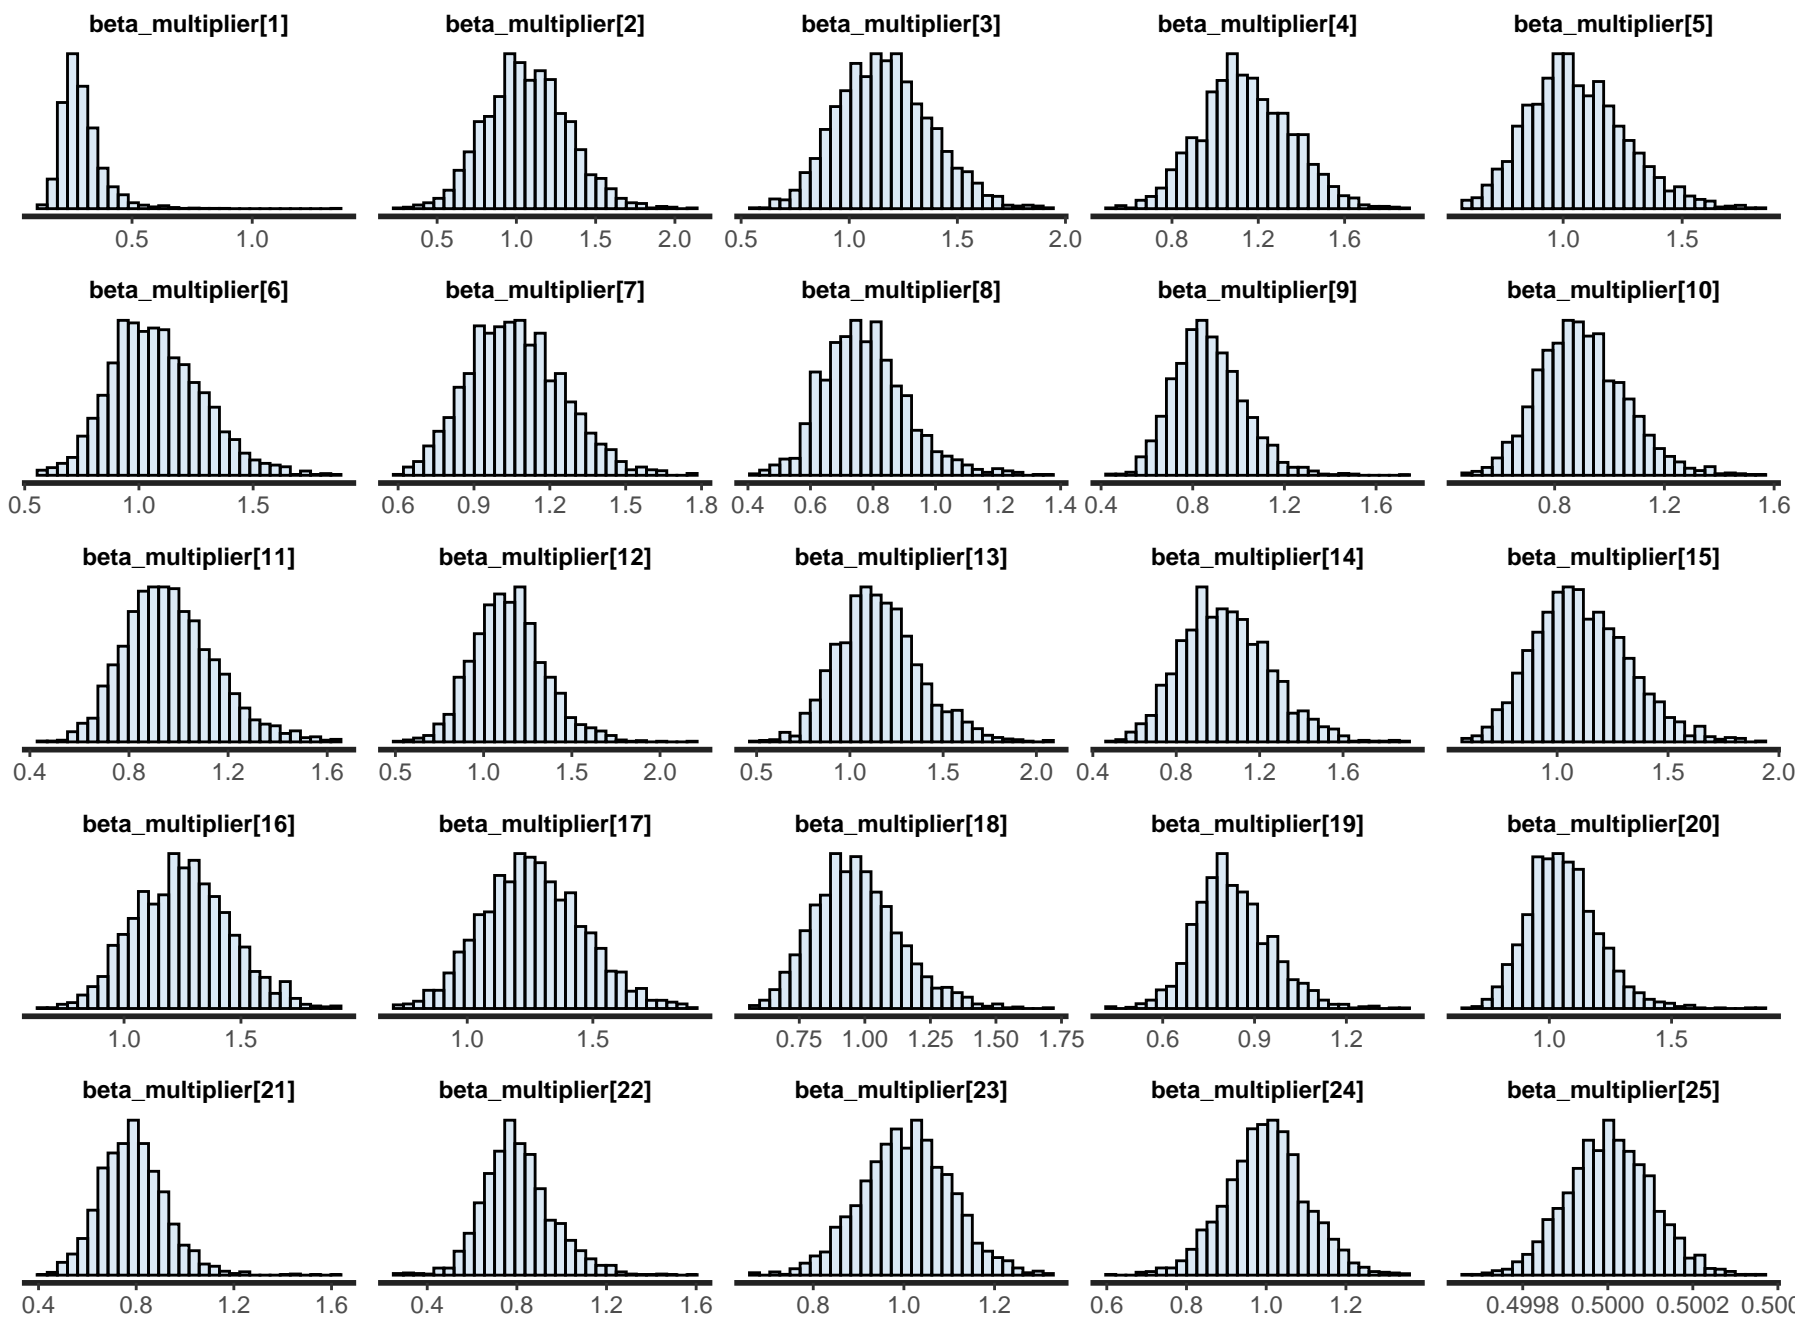 beta_multiplier[1] beta_multiplier[2] beta_multiplier[3] beta_multiplier[4] beta_multiplier[5]
0.5 1.0 0.5 1.0 1.5 2.0 0.5 1.0 1.5 2.0 0.8 1.2 1.6 1.0 1.5
beta_multiplier[6] beta_multiplier[7] beta_multiplier[8] beta_multiplier[9] beta_multiplier[10]
0.5 1.0 1.5 0.6 0.9 1.2 1.5 1.8 0.4 0.6 0.8 1.0 1.2 1.4 0.4 0.8 1.2 1.6 0.8 1.2 1.6
beta_multiplier[11] beta_multiplier[12] beta_multiplier[13] beta_multiplier[14] beta_multiplier[15]
0.4 0.8 1.2 1.6 0.5 1.0 1.5 2.0 0.5 1.0 1.5 2.0 0.4 0.8 1.2 1.6 1.0 1.5 2.0
beta_multiplier[16] beta_multiplier[17] beta_multiplier[18] beta_multiplier[19] beta_multiplier[20]
1.0 1.5 1.0 1.5 0.75 1.00 1.25 1.50 1.75 0.6 0.9 1.2 1.0 1.5
beta_multiplier[21] beta_multiplier[22] beta_multiplier[23] beta_multiplier[24] beta_multiplier[25]
0.4 0.8 1.2 1.6 0.4 0.8 1.2 1.6 0.8 1.0 1.2 0.6 0.8 1.0 1.2 0.4998 0.5000 0.5002